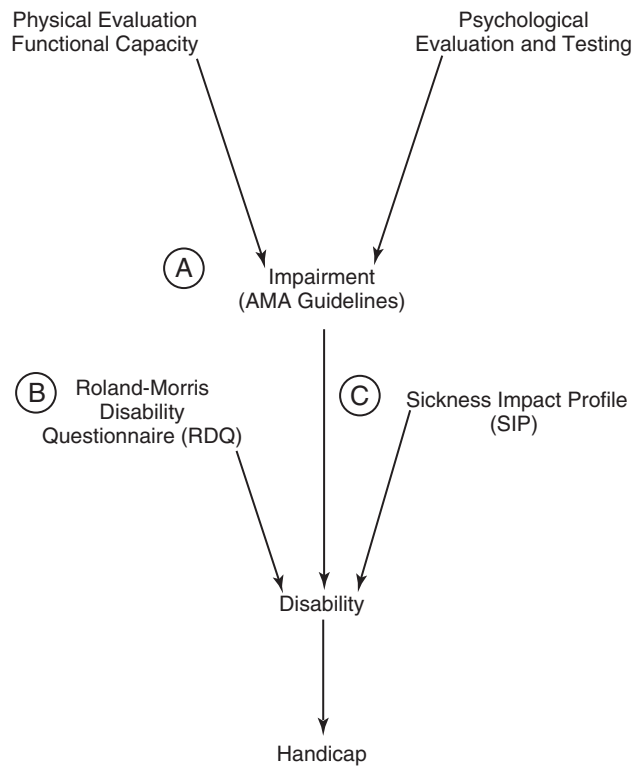 Physical Evaluation
Functional Capacity
Psychological
Evaluation and Testing
A
Impairment
(AMA Guidelines)
B
Roland-Morris
Disability
Questionnaire (RDQ)
C
Sickness Impact Profile
(SIP)
Disability
Handicap